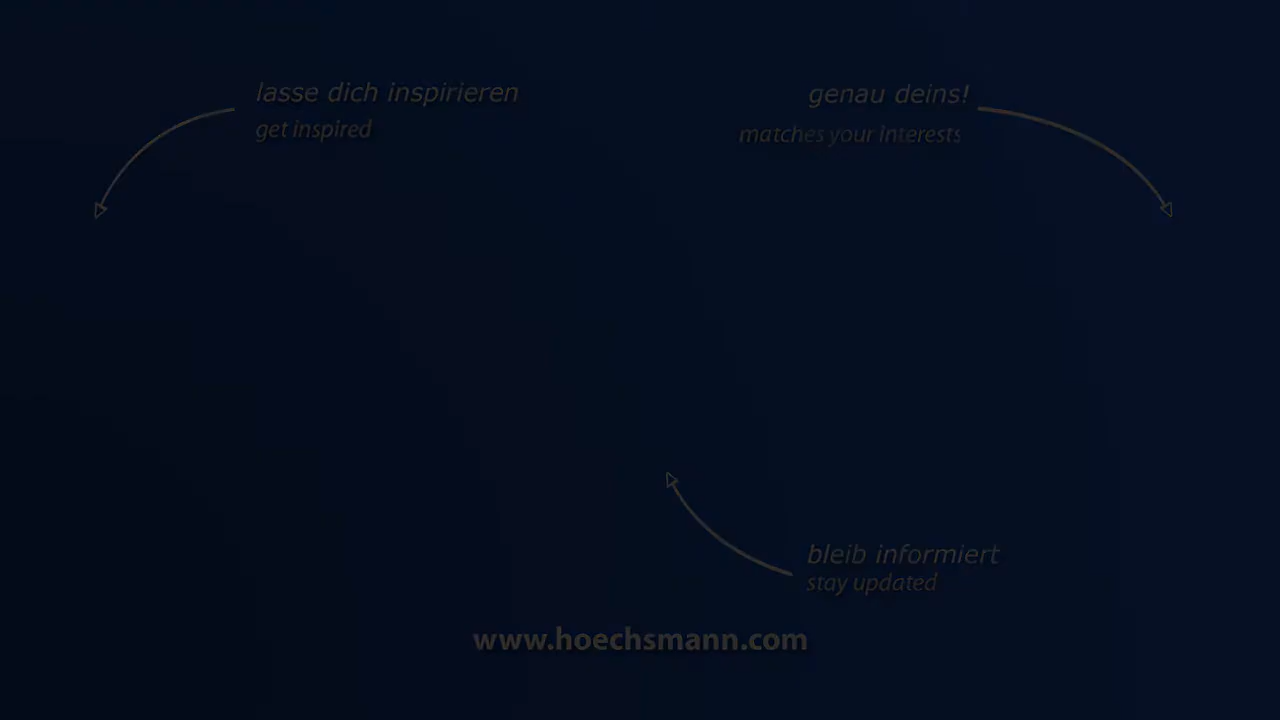 lasse dich inspirieren
get inspired
genau deins!
matches your interests
bleib informiert
stay updated
www.hoechsmann.com